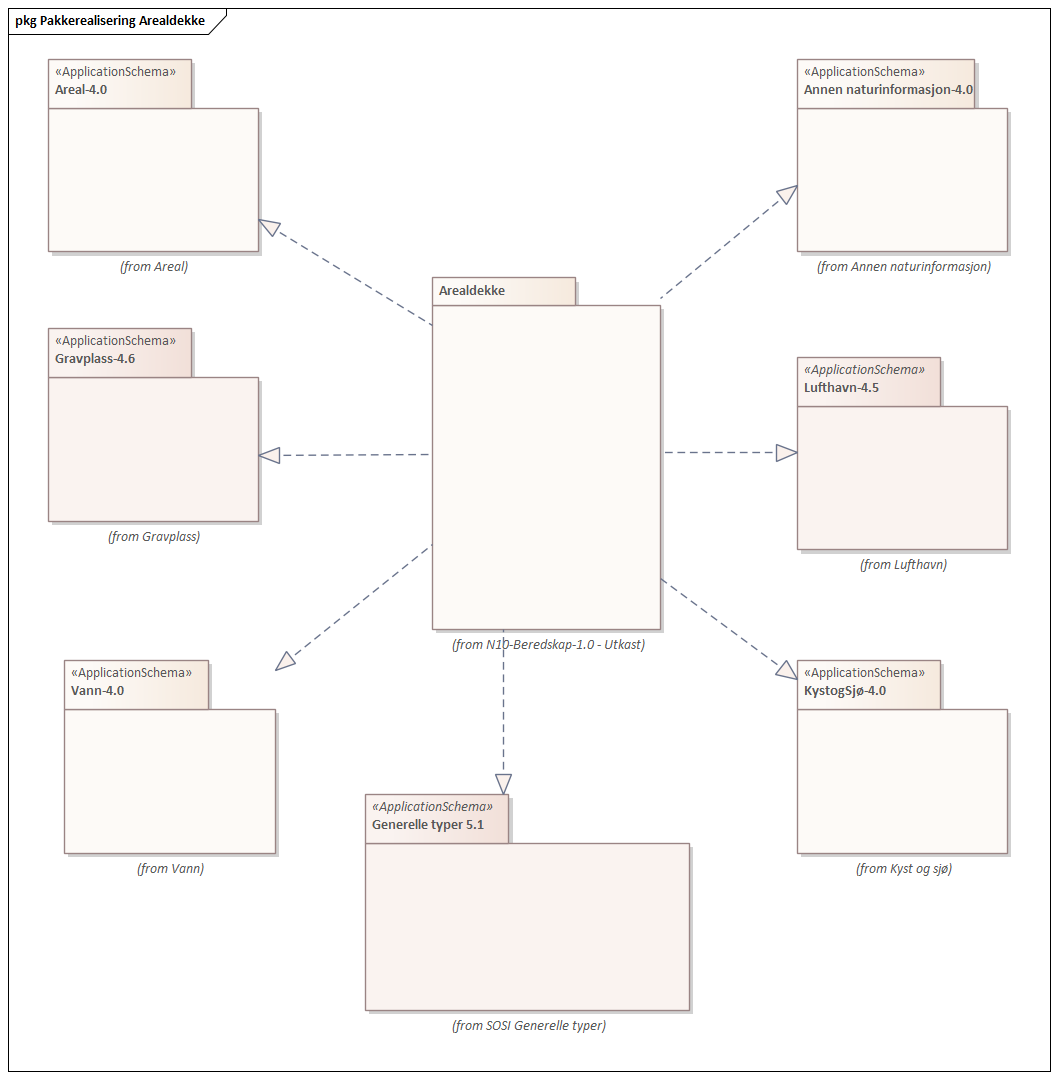 pkg Pakkerealisering Arealdekke
«ApplicationSchema»
Areal-4.0
(from Areal)
«ApplicationSchema»
Annen naturinformasjon-4.0
(from Annen naturinformasjon)
Arealdekke
(from N10-Beredskap-1.0 - Utkast)
«ApplicationSchema»
Gravplass-4.6
(from Gravplass)
«ApplicationSchema»
Lufthavn-4.5
(from Lufthavn)
«ApplicationSchema»
Vann-4.0
(from Vann)
«ApplicationSchema»
KystogSjø-4.0
(from Kyst og sjø)
«ApplicationSchema»
Generelle typer 5.1
(from SOSI Generelle typer)